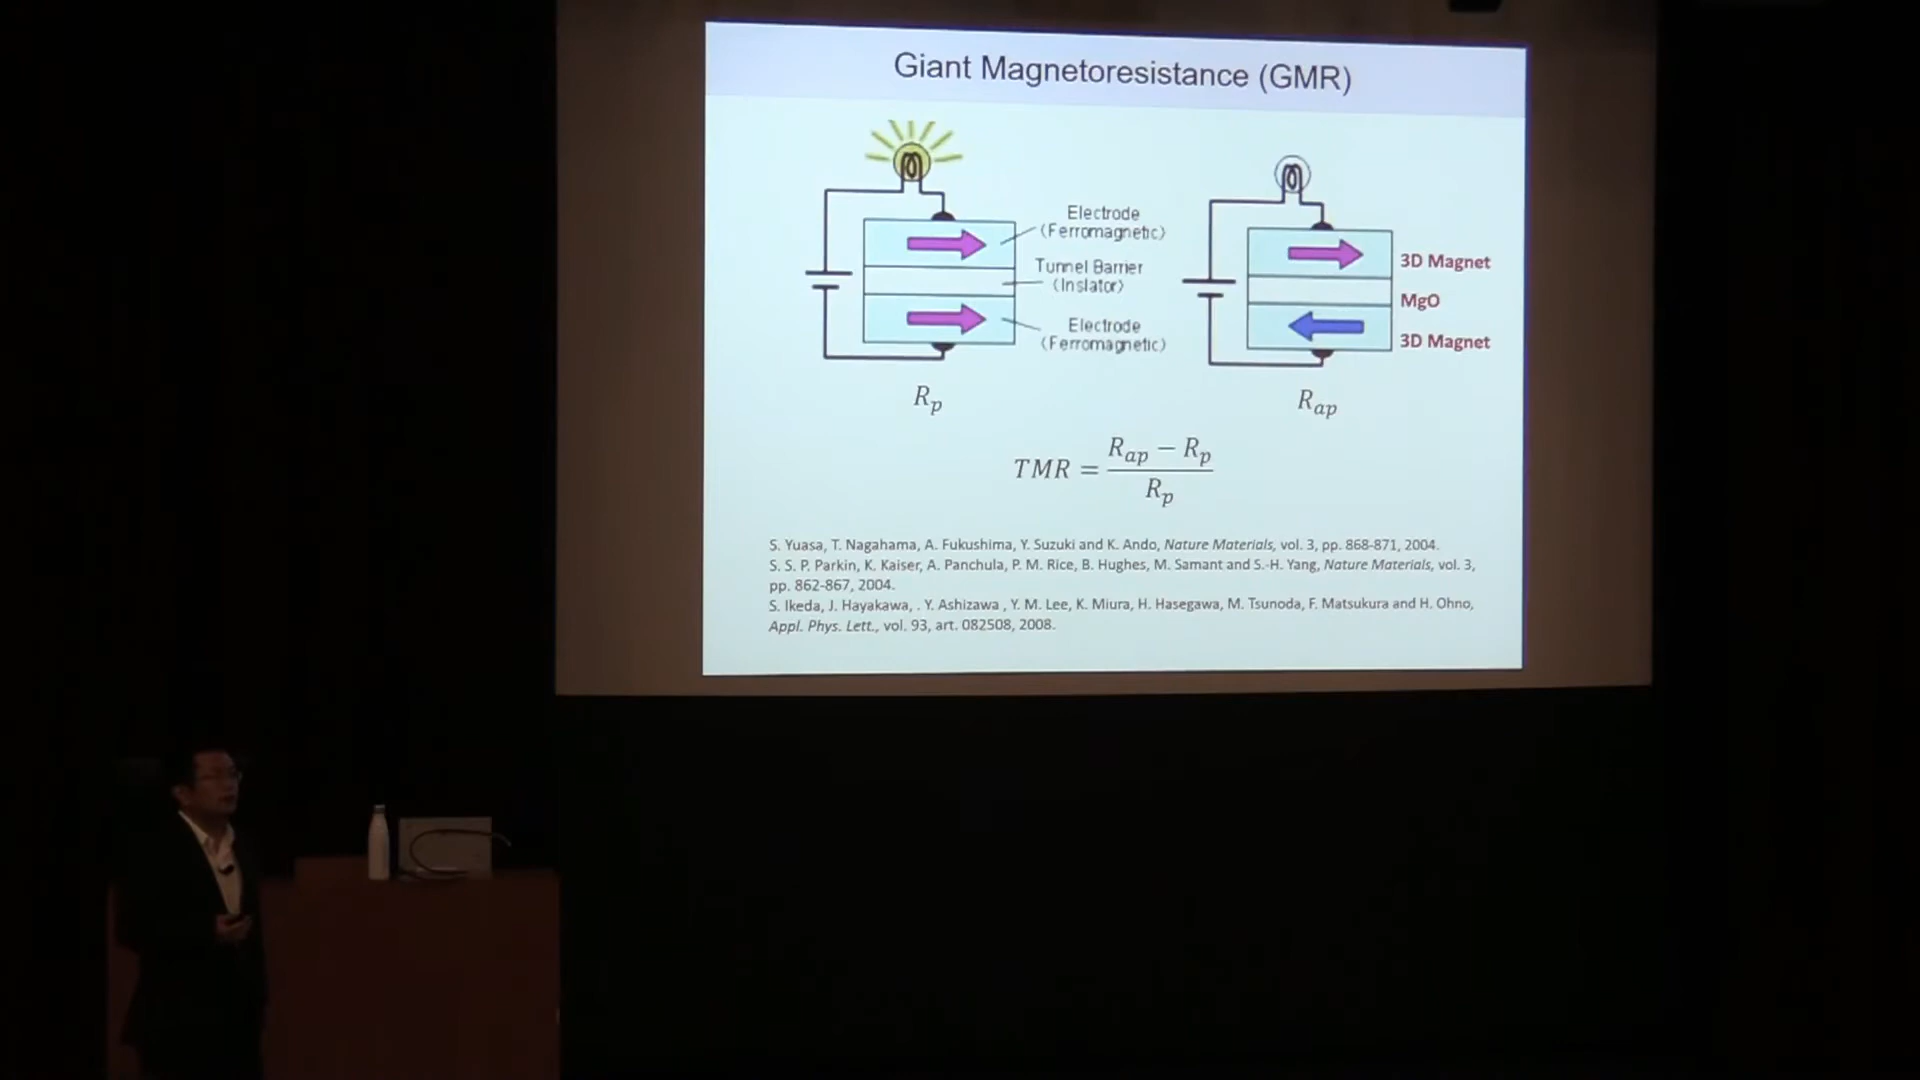 Giant Magnetoresistance (GMR)
Electrode
(Ferromagnetic)
Tunnel Barrier
(Inslator)
Electrode
(Ferromagnetic)
3D Magnet
MgO
3D Magnet
Rp
Rap
TMR = (Rap − Rp) / Rp
S. Yuasa, T. Nagahama, A. Fukushima, Y. Suzuki and K. Ando, Nature Materials, vol. 3, pp. 868-871, 2004.
S. S. P. Parkin, K. Kaiser, A. Panchula, P. M. Rice, B. Hughes, M. Samant and S.-H. Yang, Nature Materials, vol. 3,
pp. 862-867, 2004.
S. Ikeda, J. Hayakawa, . Y. Ashizawa , Y. M. Lee, K. Miura, H. Hasegawa, M. Tsunoda, F. Matsukura and H. Ohno,
Appl. Phys. Lett., vol. 93, art. 082508, 2008.